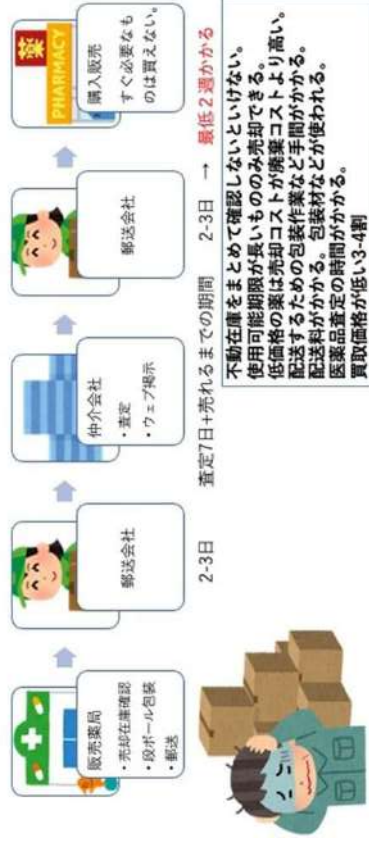 販売薬局
・売却在庫確認
・段ボール包装
・郵送
郵送会社
仲介会社
・査定
・ウェブ掲示
郵送会社
薬
PHARMACY
購入販売
すぐ必要なも
のは買えない。
2-3日
査定7日+売れるまでの期間
2-3日
→ 最低２週かかる
不動在庫をまとめて確認しないといけない。
使用可能期限が長いもののみ売却できる。
低価格の薬は売却コストが廃棄コストより高い。
配送するための包装作業など手間がかかる。
配送料がかかる。包装材などが使われる。
医薬品査定の時間がかかる。
買取価格が低い3-4割